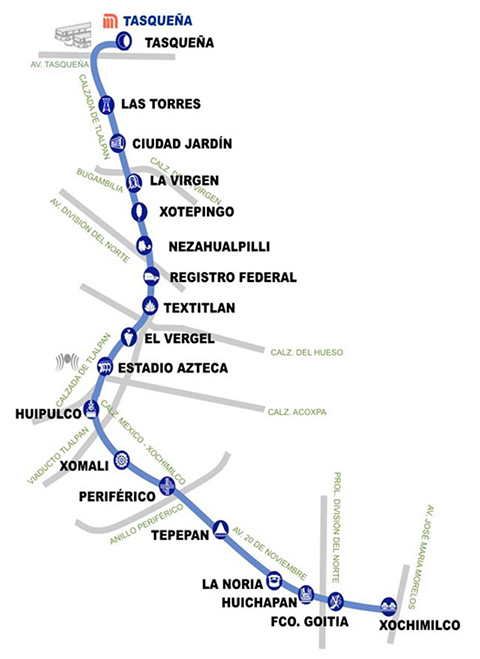 TASQUEÑA
TASQUEÑA
AV. TASQUEÑA
CALZADA DE TLALPAN
LAS TORRES
CIUDAD JARDÍN
CALZ. DEL VIRGEN
LA VIRGEN
BUGAMBILIA
XOTEPINGO
AV. DIVISIÓN DEL NORTE
NEZAHUALPILLI
REGISTRO FEDERAL
TEXTITLAN
EL VERGEL
CALZ. DEL HUESO
CALZADA DE TLALPAN
ESTADIO AZTECA
HUIPULCO
CALZ. ACOXPA
CALZ. MEXICO - XOCHIMILCO
VIADUCTO TLALPAN
XOMALI
PERIFÉRICO
ANILLO PERIFÉRICO
TEPEPAN
AV. 20 DE NOVIEMBRE
PROL. DIVISIÓN DEL NORTE
AV. JOSÉ MARIA MORELOS
LA NORIA
HUICHAPAN
FCO. GOITIA
XOCHIMILCO